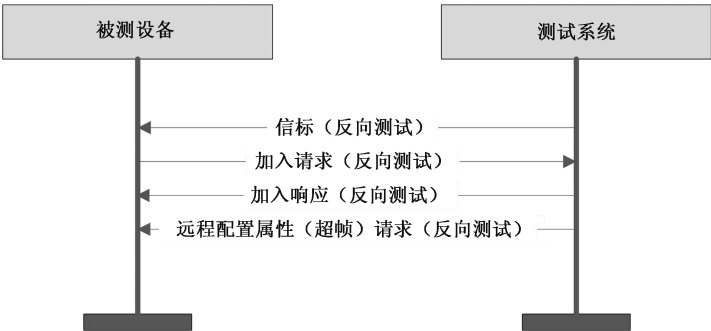 被测设备
测试系统
信标（反向测试）
加入请求（反向测试）
加入响应（反向测试）
远程配置属性（超帧）请求（反向测试）